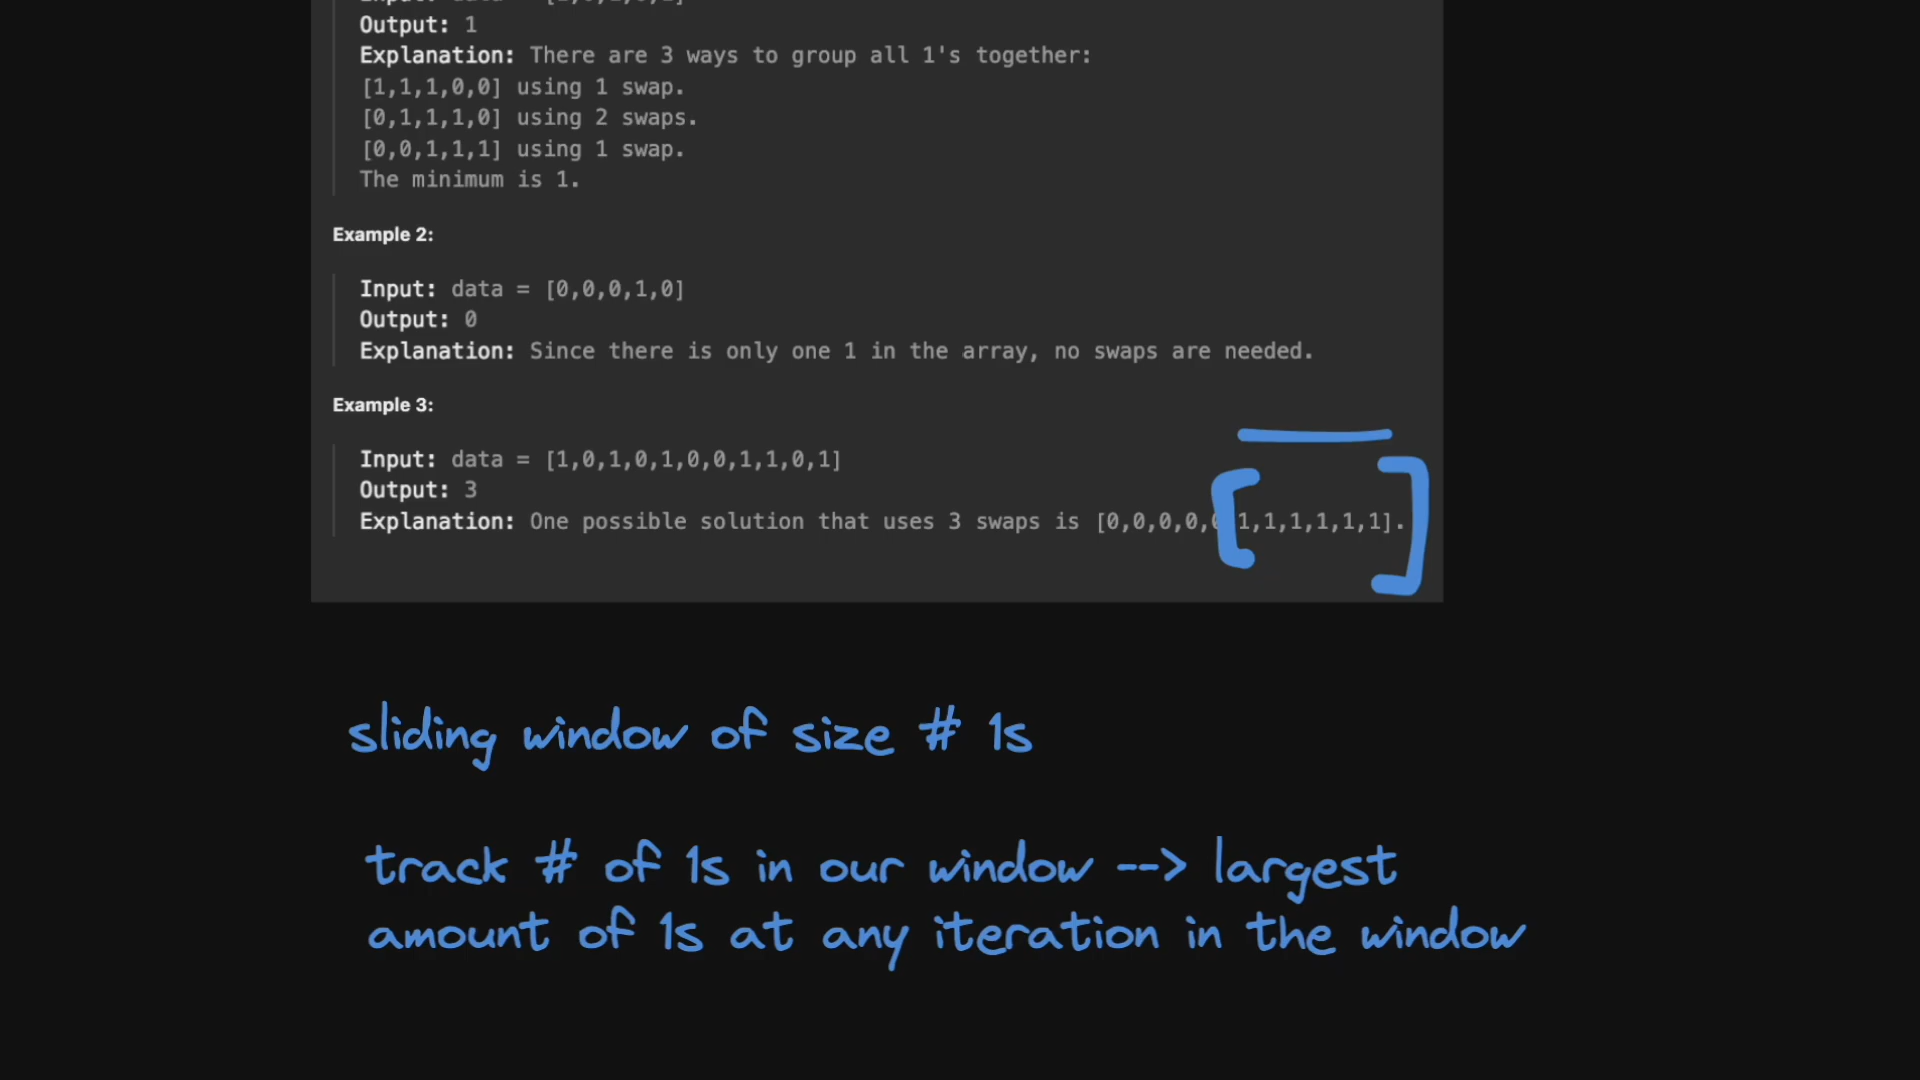 Output: 1
Explanation: There are 3 ways to group all 1's together:
[1,1,1,0,0] using 1 swap.
[0,1,1,1,0] using 2 swaps.
[0,0,1,1,1] using 1 swap.
The minimum is 1.
Example 2:
Input: data = [0,0,0,1,0]
Output: 0
Explanation: Since there is only one 1 in the array, no swaps are needed.
Example 3:
Input: data = [1,0,1,0,1,0,0,1,1,0,1]
Output: 3
Explanation: One possible solution that uses 3 swaps is [0,0,0,0,0,1,1,1,1,1,1].
sliding window of size # 1s
track # of 1s in our window --> largest
amount of 1s at any iteration in the window